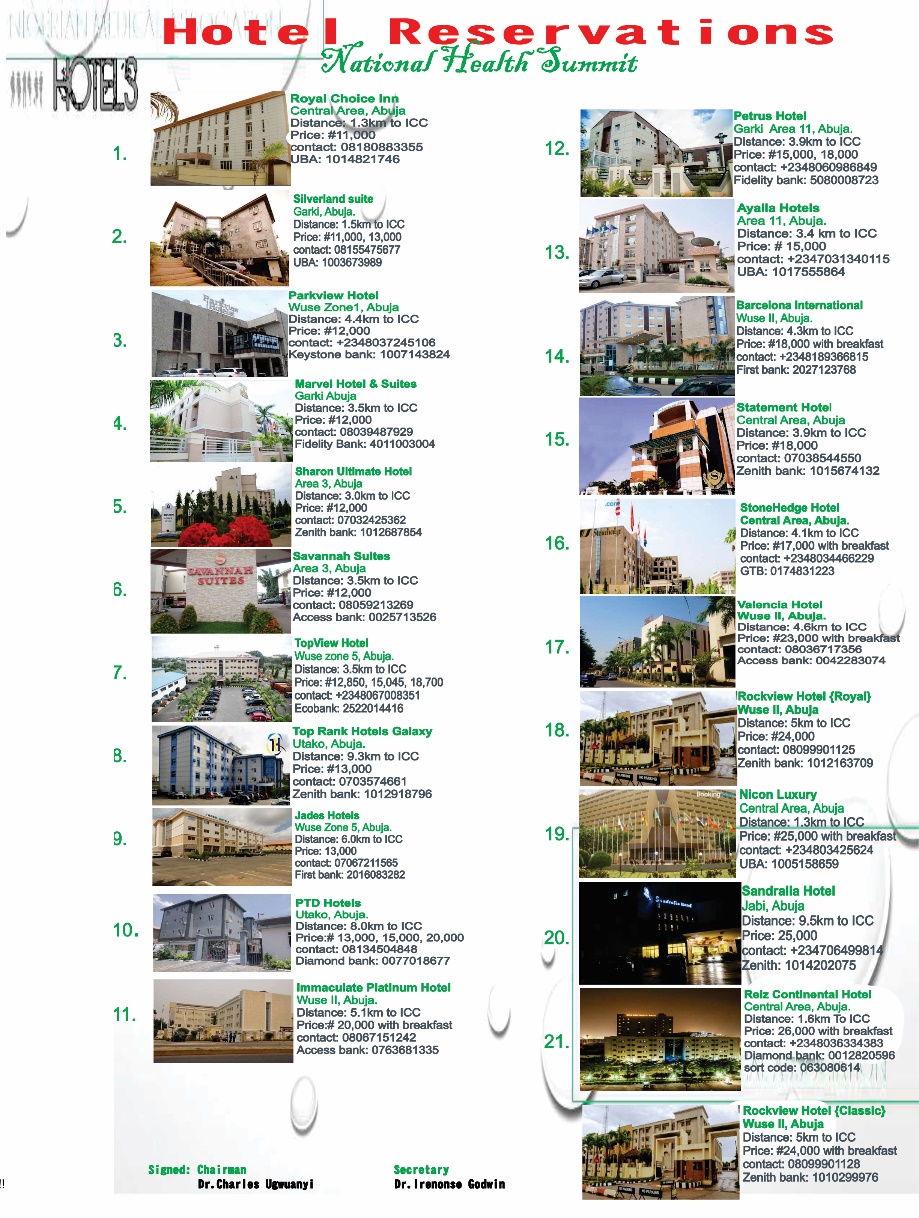 NIGERIAN MEDICAL ASSOCIATION
Hotel Reservations
National Health Summit
HOTEL'S
1.
Royal Choice Inn
Central Area, Abuja
Distance: 1.3km to ICC
Price: #11,000
contact: 08180883355
UBA: 1014821746
2.
Silverland suite
Garki, Abuja.
Distance: 1.5km to ICC
Price: #11,000, 13,000
contact: 08155475677
UBA: 1003673989
3.
Parkview Hotel
Wuse Zone1, Abuja
Distance: 4.4km to ICC
Price: #12,000
contact: +2348037245106
Keystone bank: 1007143824
4.
Marvel Hotel & Suites
Garki Abuja
Distance: 3.5km to ICC
Price: #12,000
contact: 08039487929
Fidelity Bank: 4011003004
5.
Sharon Ultimate Hotel
Area 3, Abuja
Distance: 3.0km to ICC
Price: #12,000
contact: 07032425362
Zenith bank: 1012687854
6.
SAVANNAH
SUITES
Savannah Suites
Area 3, Abuja
Distance: 3.5km to ICC
Price: #12,000
contact: 08059213269
Access bank: 0025713526
7.
TopView Hotel
Wuse zone 5, Abuja.
Distance: 3.5km to ICC
Price: #12,850, 15,045, 18,700
contact: +2348067008351
Ecobank: 2522014416
8.
Top Rank Hotels Galaxy
Utako, Abuja.
Distance: 9.3km to ICC
Price: #13,000
contact: 0703574661
Zenith bank: 1012918796
9.
Jades Hotels
Wuse Zone 5, Abuja.
Distance: 6.0km to ICC
Price: 13,000
contact: 07067211565
First bank: 2016083282
10.
PTD Hotels
Utako, Abuja.
Distance: 8.0km to ICC
Price:# 13,000, 15,000, 20,000
contact: 08134504848
Diamond bank: 0077018677
11.
Immaculate Platinum Hotel
Wuse II, Abuja.
Distance: 5.1km to ICC
Price:# 20,000 with breakfast
contact: 08067151242
Access bank: 0763681335
12.
Petrus Hotel
Garki Area 11, Abuja.
Distance: 3.9km to ICC
Price: #15,000, 18,000
contact: +2348060986849
Fidelity bank: 5080008723
13.
Ayalla Hotels
Area 11, Abuja.
Distance: 3.4 km to ICC
Price: # 15,000
contact: +2347031340115
UBA: 1017555864
14.
Barcelona International
Wuse II, Abuja.
Distance: 4.3km to ICC
Price: #18,000 with breakfast
contact: +2348189366815
First bank: 2027123768
15.
Statement Hotel
Central Area, Abuja
Distance: 3.9km to ICC
Price: #18,000
contact: 07038544550
Zenith bank: 1015674132
16.
StoneHedge Hotel
Central Area, Abuja.
Distance: 4.1km to ICC
Price: #17,000 with breakfast
contact: +2348034466229
GTB: 0174831223
17.
Valencia Hotel
Wuse II, Abuja.
Distance: 4.6km to ICC
Price: #23,000 with breakfast
contact: 08036717356
Access bank: 0042283074
18.
Rockview Hotel {Royal}
Wuse II, Abuja
Distance: 5km to ICC
Price: #24,000
contact: 08099901125
Zenith bank: 1012163709
19.
Booking
Nicon Luxury
Central Area, Abuja
Distance: 1.3km to ICC
Price: #25,000 with breakfast
contact: +234803425624
UBA: 1005158659
20.
Sandralia Hotel
Sandralia Hotel
Jabi, Abuja
Distance: 9.5km to ICC
Price: 25,000
contact: +234706499814
Zenith: 1014202075
21.
Reiz Continental Hotel
Central Area, Abuja.
Distance: 1.6km To ICC
Price: 26,000 with breakfast
contact: +2348036334383
Diamond bank: 0012820596
sort code: 063080614
Rockview Hotel {Classic}
Wuse II, Abuja
Distance: 5km to ICC
Price: #24,000 with breakfast
contact: 08099901128
Zenith bank: 1010299976
Signed: Chairman
Dr.Charles Ugwuanyi
Secretary
Dr.Irenonse Godwin
!!